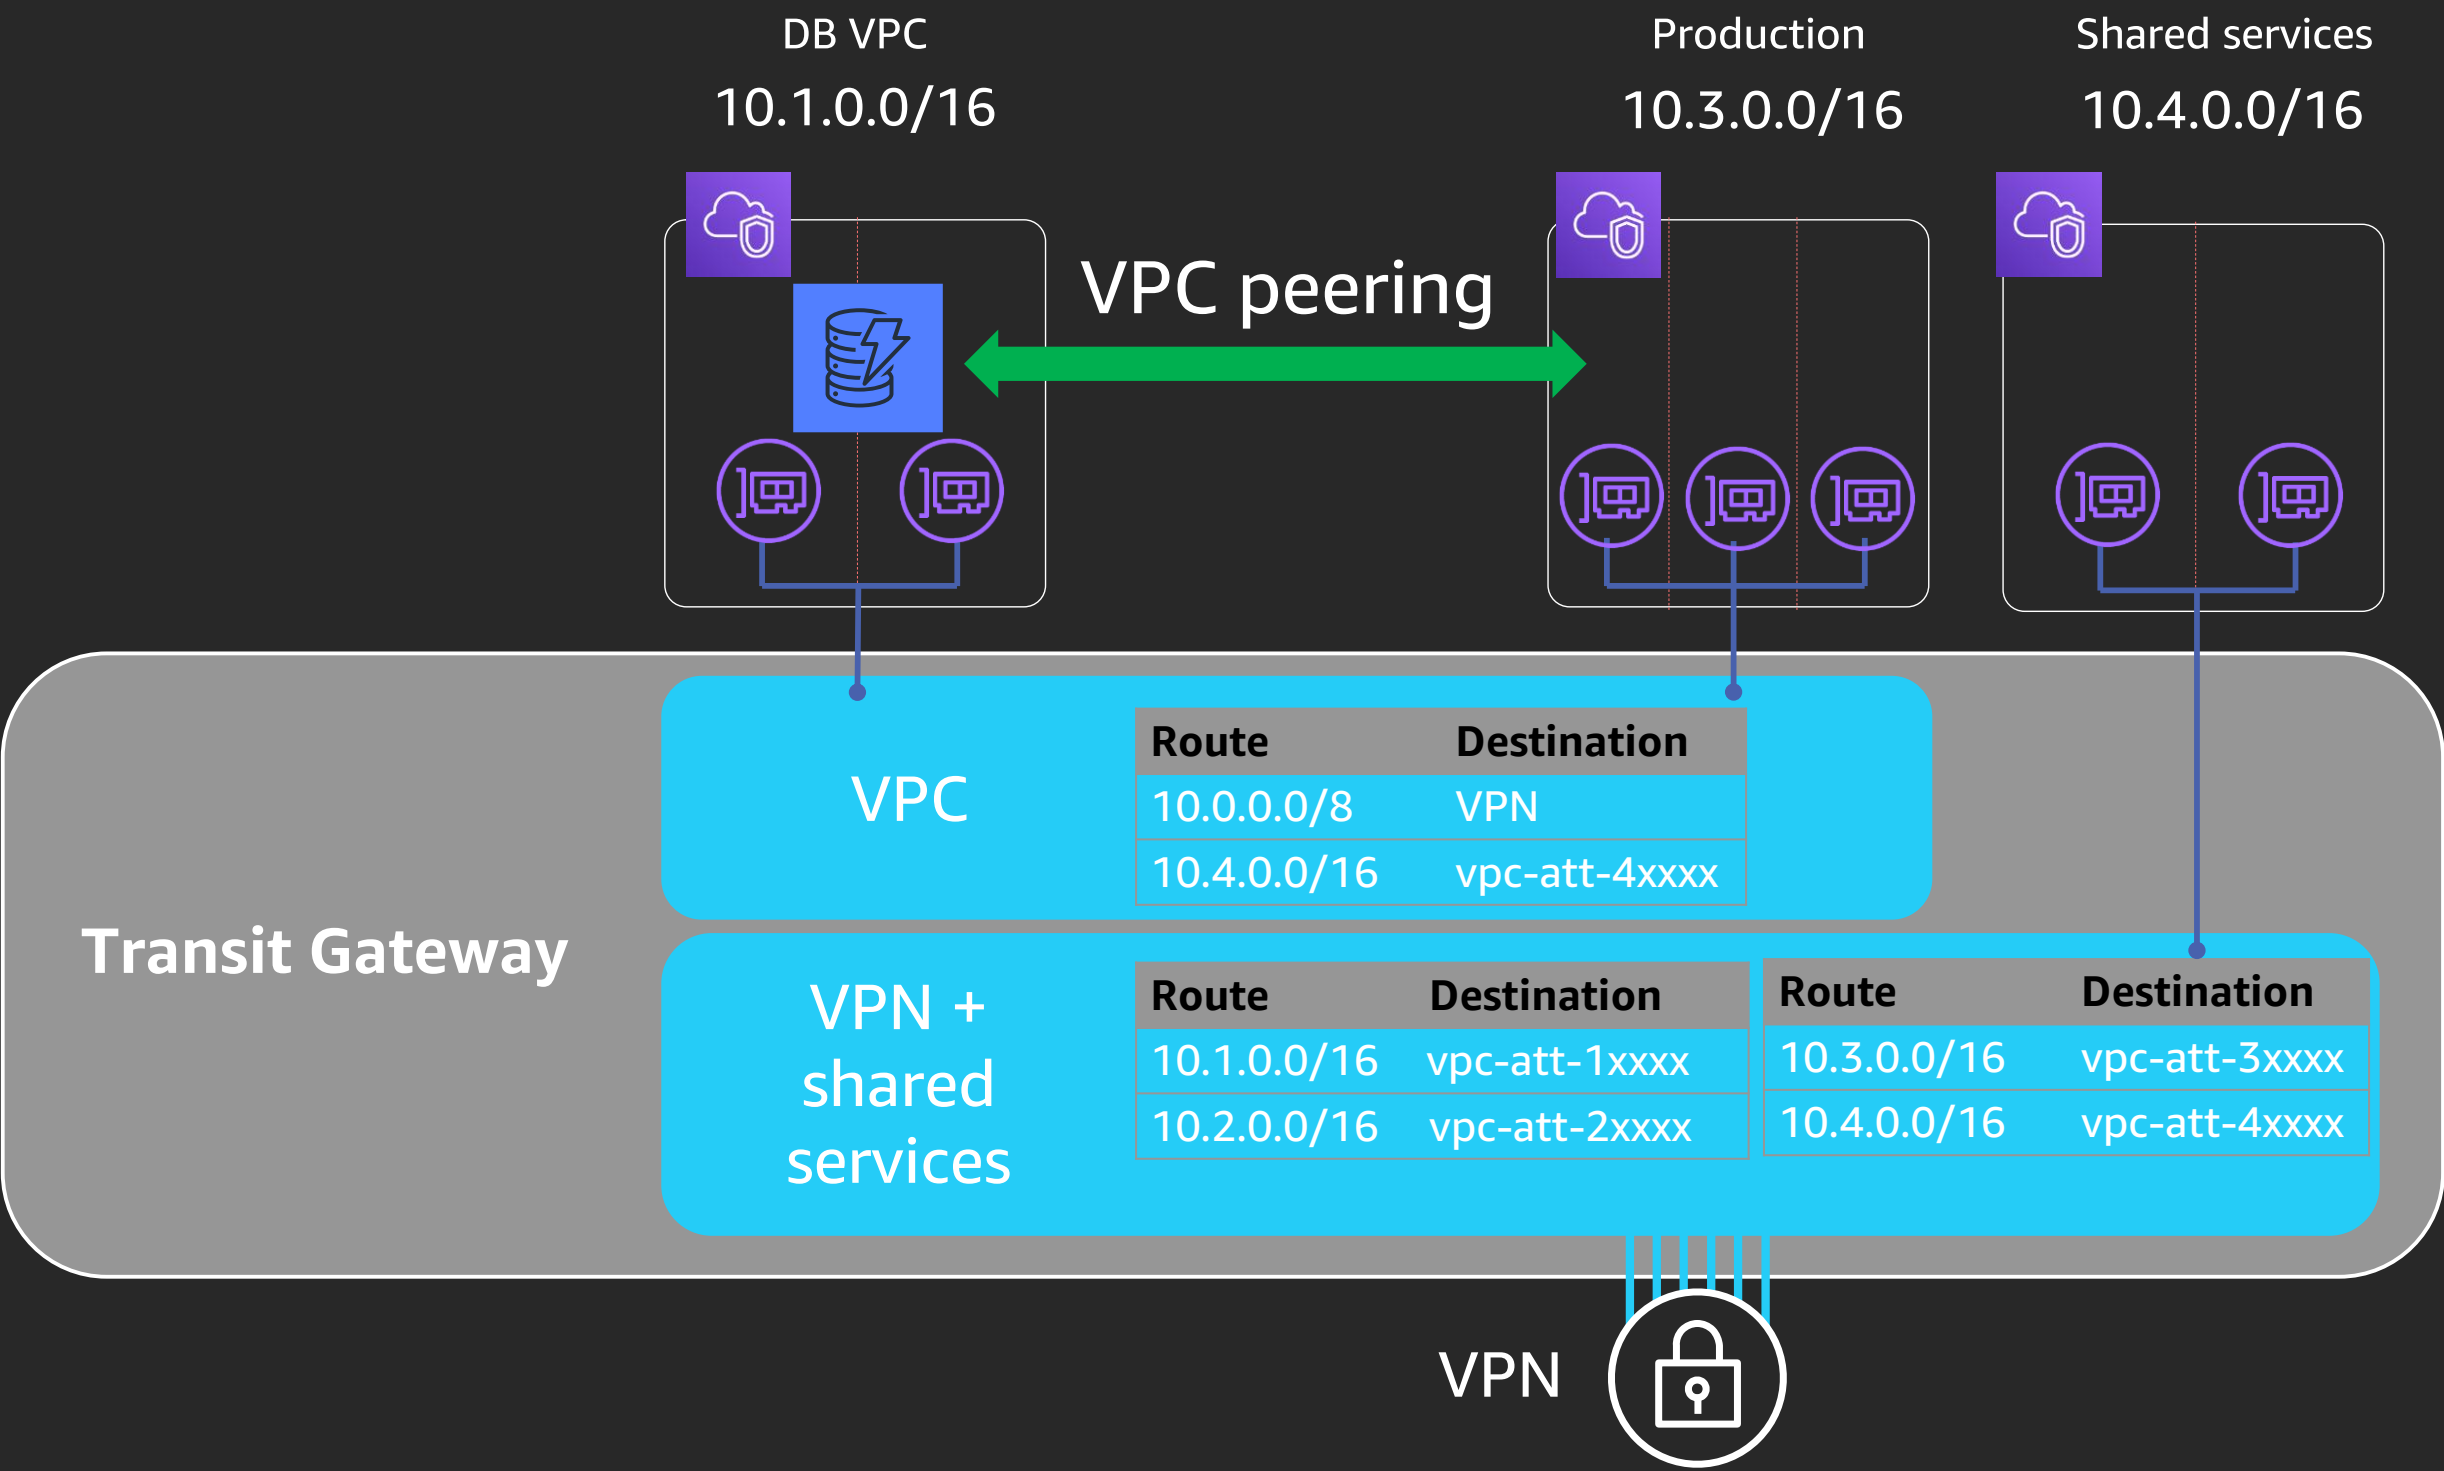 DB VPC
10.1.0.0/16
Production
10.3.0.0/16
Shared services
10.4.0.0/16
VPC peering
Transit Gateway
VPC
Route Destination
10.0.0.0/8 VPN
10.4.0.0/16 vpc-att-4xxxx
VPN +
shared
services
Route Destination
10.1.0.0/16 vpc-att-1xxxx
10.2.0.0/16 vpc-att-2xxxx
Route Destination
10.3.0.0/16 vpc-att-3xxxx
10.4.0.0/16 vpc-att-4xxxx
VPN